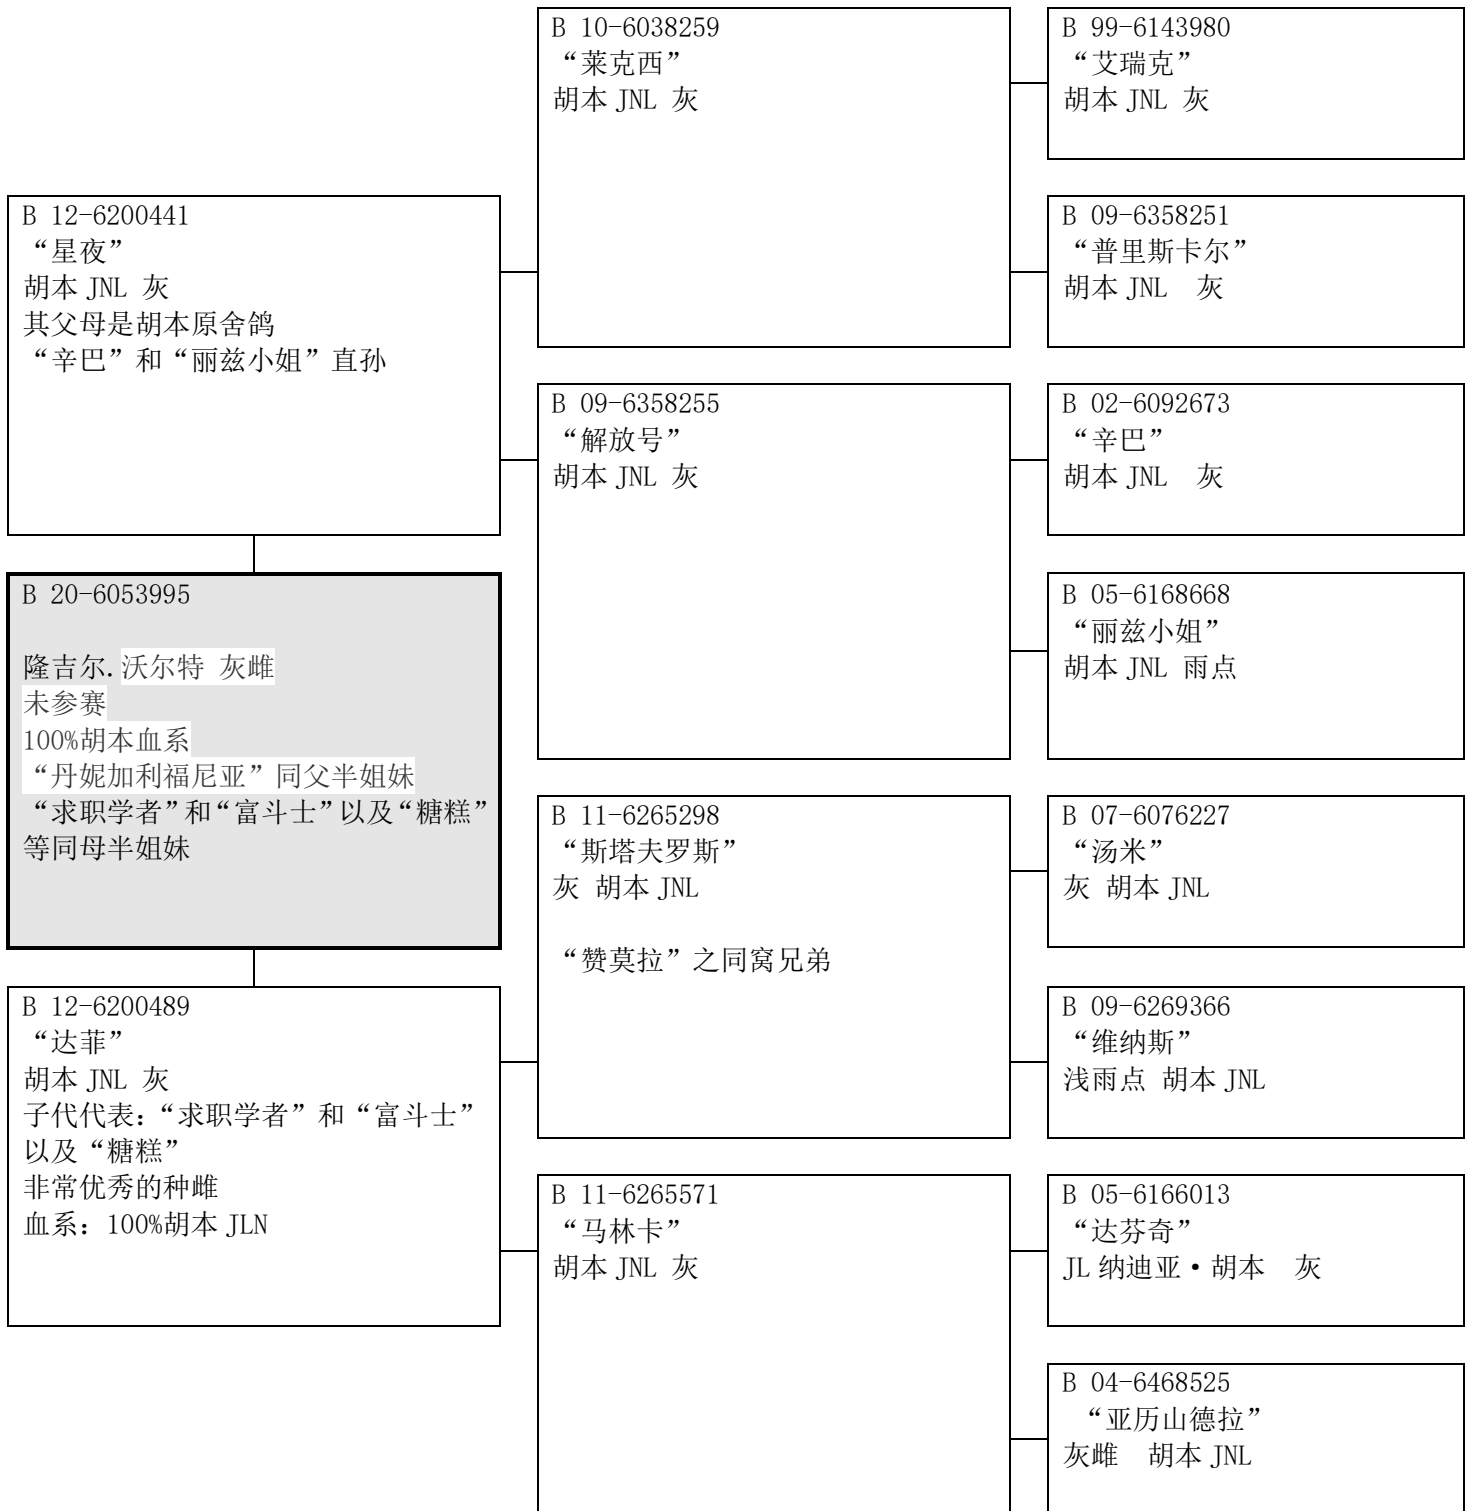 B 10-6038259
“莱克西”
胡本 JNL 灰
B 99-6143980
“艾瑞克”
胡本 JNL 灰
B 12-6200441
“星夜”
胡本 JNL 灰
其父母是胡本原舍鸽
“辛巴”和“丽兹小姐”直孙
B 09-6358251
“普里斯卡尔”
胡本 JNL 灰
B 09-6358255
“解放号”
胡本 JNL 灰
B 02-6092673
“辛巴”
胡本 JNL 灰
B 20-6053995
隆吉尔.沃尔特 灰雌
未参赛
100%胡本血系
“丹妮加利福尼亚”同父半姐妹
“求职学者”和“富斗士”以及“糖糕”
等同母半姐妹
B 05-6168668
“丽兹小姐”
胡本 JNL 雨点
B 11-6265298
“斯塔夫罗斯”
灰 胡本 JNL
“赞莫拉”之同窝兄弟
B 07-6076227
“汤米”
灰 胡本 JNL
B 12-6200489
“达菲”
胡本 JNL 灰
子代代表：“求职学者”和“富斗士”
以及“糖糕”
非常优秀的种雌
血系：100%胡本 JLN
B 09-6269366
“维纳斯”
浅雨点 胡本 JNL
B 11-6265571
“马林卡”
胡本 JNL 灰
B 05-6166013
“达芬奇”
JL 纳迪亚·胡本 灰
B 04-6468525
“亚历山德拉”
灰雌 胡本 JNL